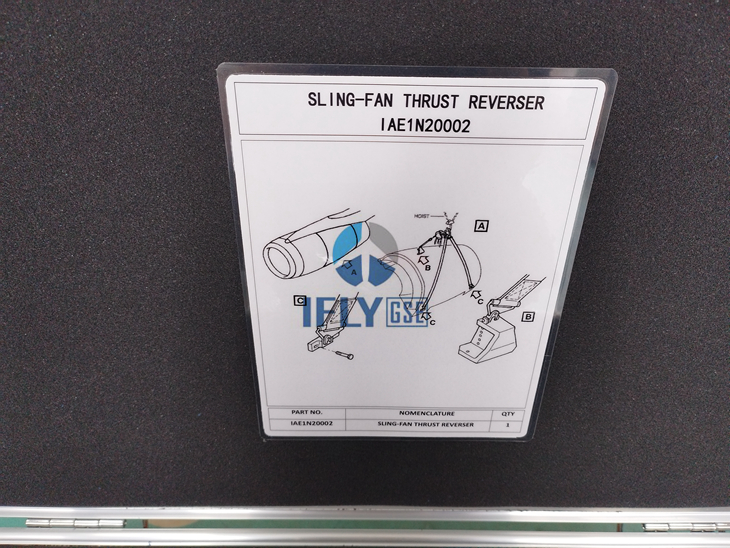 SLING-FAN THRUST REVERSER
IAE1N20002
HOIST
A
A
B
C
C
C
B
IFLY GSE
PART NO. NOMENCLATURE QTY
IAE1N20002 SLING-FAN THRUST REVERSER 1